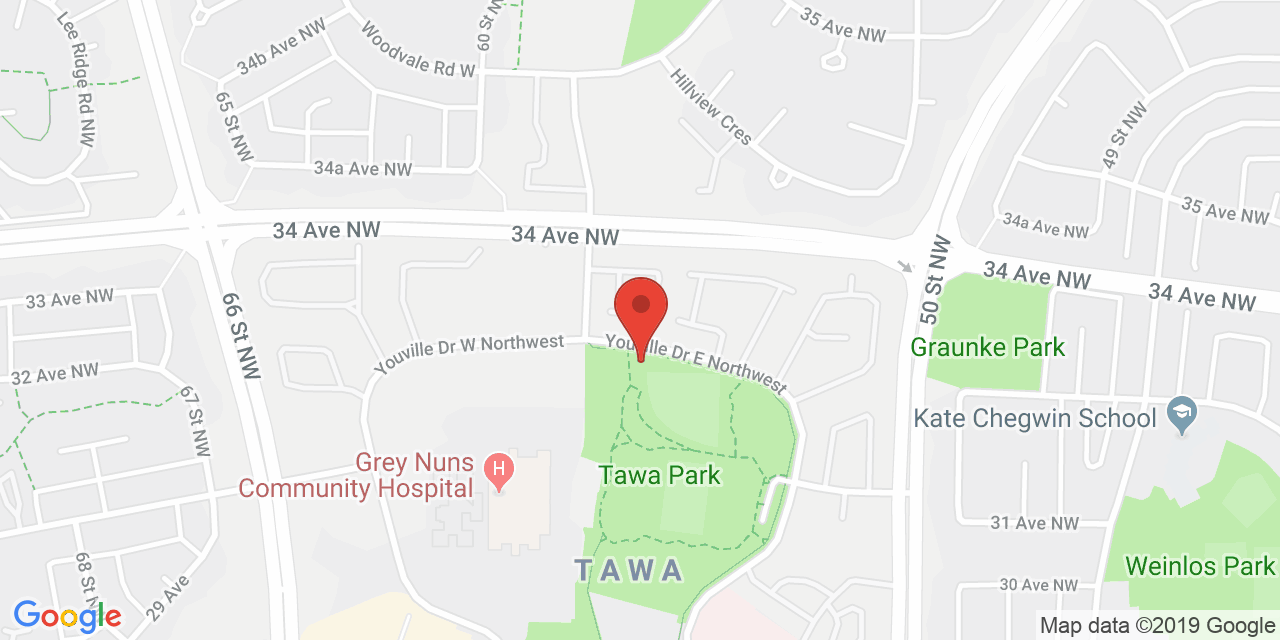 35 Ave NW
Lee Ridge Rd NW
34b Ave NW
Woodvale Rd W
60 St NW
Hillview Cres
65 St NW
49 St NW
34a Ave NW
35 Ave NW
34a Ave NW
34 Ave NW
34 Ave NW
34 Ave NW
34 Ave NW
33 Ave NW
66 St NW
50 St NW
Youville Dr W Northwest
Youville Dr E Northwest
Graunke Park
32 Ave NW
67 St NW
Kate Chegwin School
H
Grey Nuns
Community Hospital
Tawa Park
31 Ave NW
TAWA
Weinlos Park
68 St NW
29 Ave
30 Ave NW
Google
Map data ©2019 Google